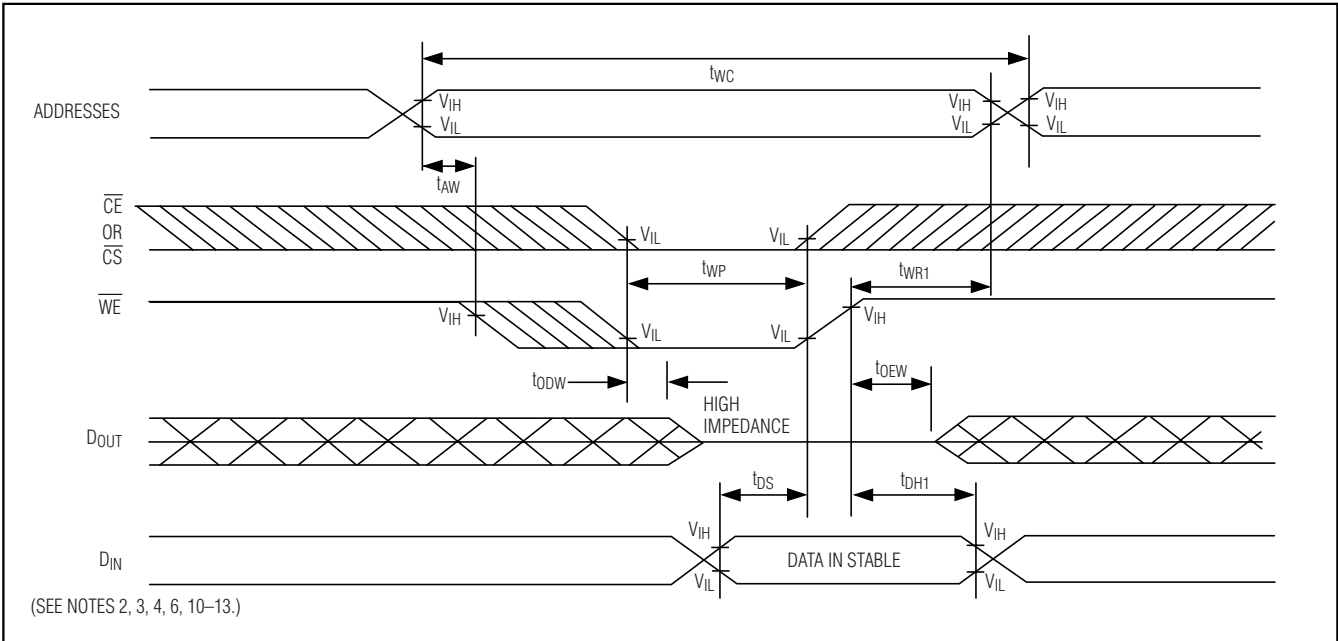 tWC
ADDRESSES
VIH
VIL
VIH
VIL
VIH
VIL
tAW
CE
OR
CS
VIL
VIL
tWP
tWR1
WE
VIH
VIL
VIL
VIH
tODW
tOEW
HIGH
IMPEDANCE
DOUT
tDS
tDH1
VIH
VIH
DIN
DATA IN STABLE
VIL
VIL
(SEE NOTES 2, 3, 4, 6, 10–13.)